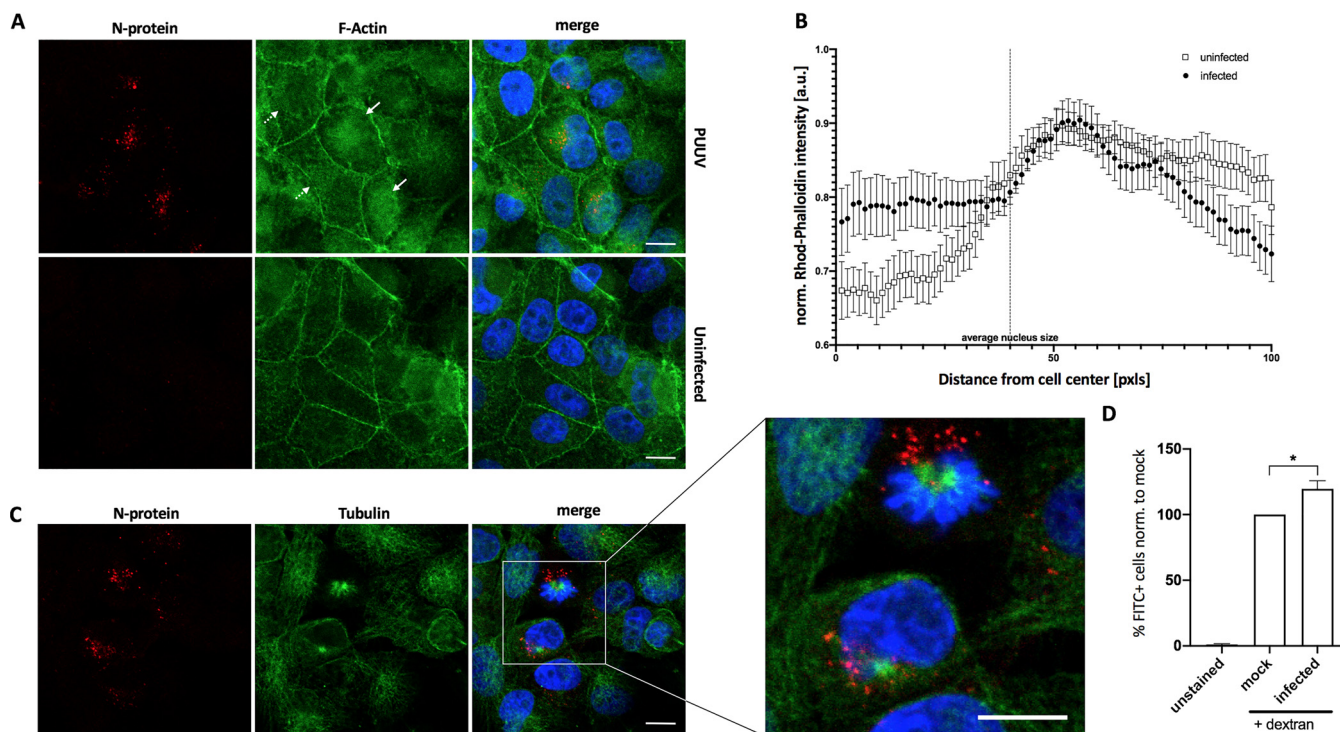 A
N-protein
F-Actin
merge
PUUV
Uninfected
B
uninfected
infected
norm. Rhod-Phalloidin intensity [a.u.]
1.0
0.9
0.8
0.7
0.6
average nucleus size
0
50
100
Distance from cell center [pxls]
C
N-protein
Tubulin
merge
D
% FITC+ cells norm. to mock
150
100
50
0
*
unstained
mock
infected
+ dextran